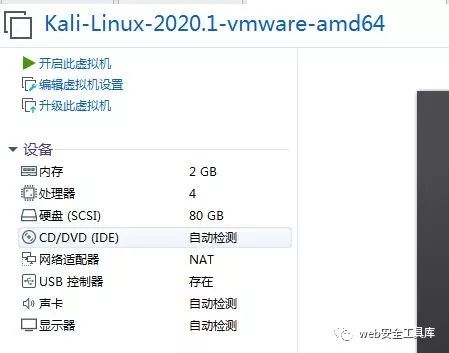 Kali-Linux-2020.1-vmware-amd64
开启此虚拟机
编辑虚拟机设置
升级此虚拟机
设备
内存 2 GB
处理器 4
硬盘 (SCSI) 80 GB
CD/DVD (IDE) 自动检测
网络适配器 NAT
USB 控制器 存在
声卡 自动检测
显示器 自动检测
web安全工具库